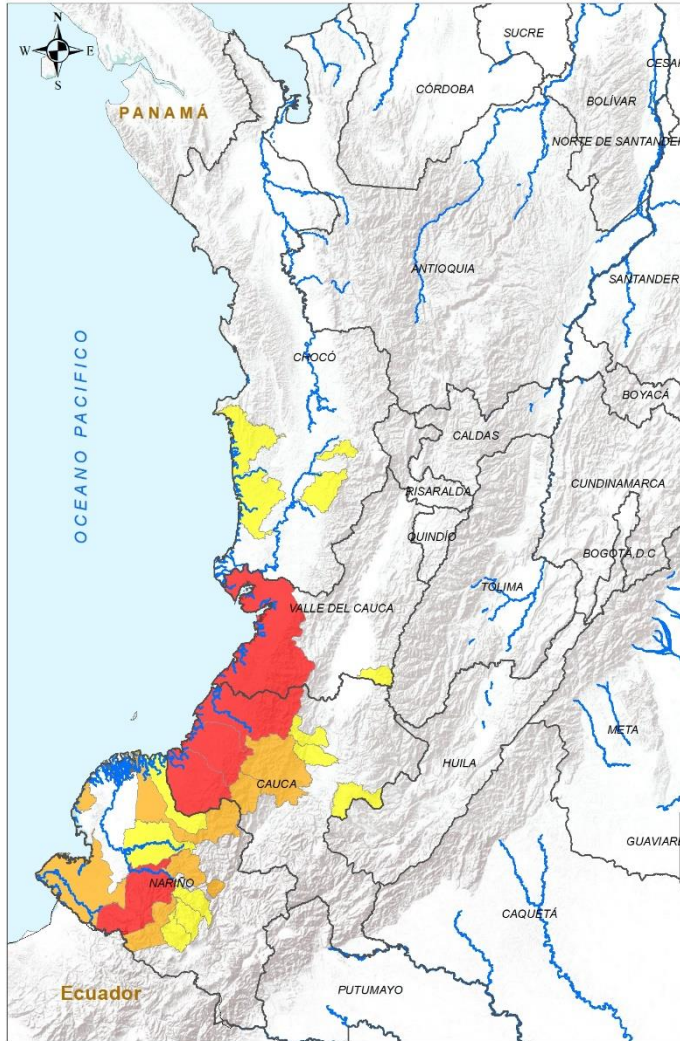 N
W E
S
PANAMÁ
SUCRE
CÓRDOBA
CESAR
BOLÍVAR
NORTE DE SANTANDER
ANTIOQUIA
SANTANDER
OCEANO PACIFICO
CHOCÓ
BOYACÁ
CALDAS
RISARALDA
CUNDINAMARCA
QUINDÍO
BOGOTÁ,D.C
TOLIMA
VALLE DEL CAUCA
META
HUILA
CAUCA
GUAVIARE
NARIÑO
CAQUETÁ
Ecuador
PUTUMAYO